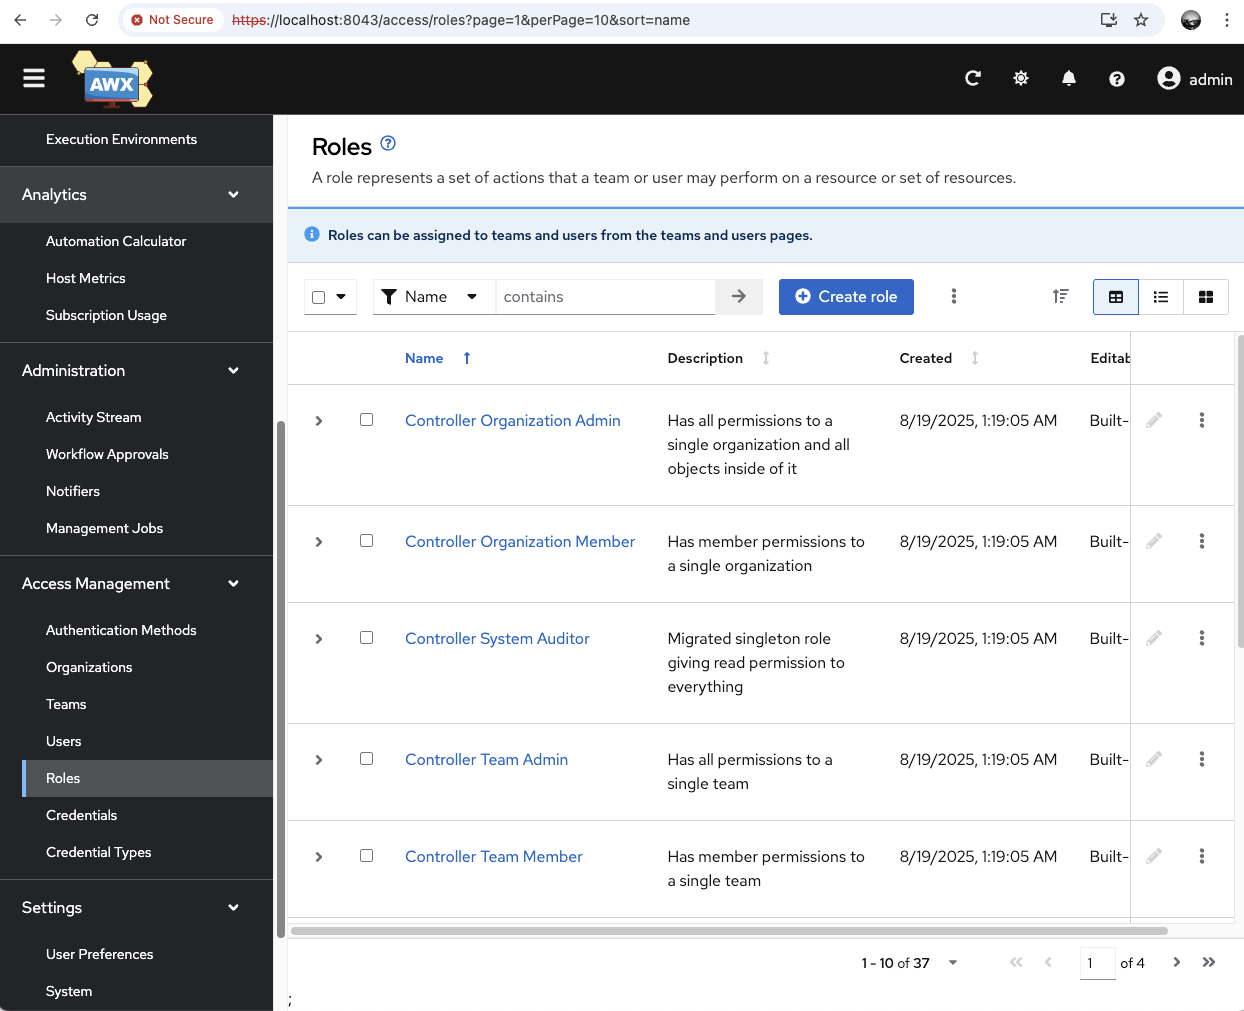 Not Secure https://localhost:8043/access/roles?page=1&perPage=10&sort=name
AWX
admin
Execution Environments
Analytics
Automation Calculator
Host Metrics
Subscription Usage
Administration
Activity Stream
Workflow Approvals
Notifiers
Management Jobs
Access Management
Authentication Methods
Organizations
Teams
Users
Roles
Credentials
Credential Types
Settings
User Preferences
System
Roles
A role represents a set of actions that a team or user may perform on a resource or set of resources.
Roles can be assigned to teams and users from the teams and users pages.
Name contains Create role
Name Description Created Editab
Controller Organization Admin Has all permissions to a 8/19/2025, 1:19:05 AM Built-
single organization and all
objects inside of it
Controller Organization Member Has member permissions to 8/19/2025, 1:19:05 AM Built-
a single organization
Controller System Auditor Migrated singleton role 8/19/2025, 1:19:05 AM Built-
giving read permission to
everything
Controller Team Admin Has all permissions to a 8/19/2025, 1:19:05 AM Built-
single team
Controller Team Member Has member permissions to 8/19/2025, 1:19:05 AM Built-
a single team
1 - 10 of 37 1 of 4
;